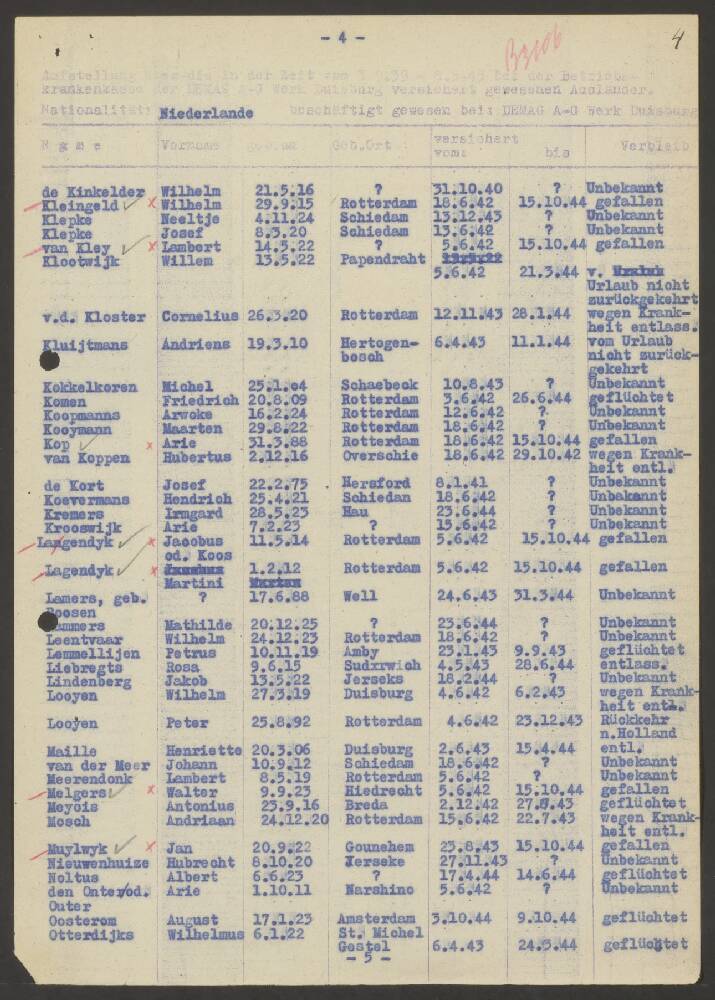 - 4 -
B3106
4
Aufstellung über die in der Zeit vom 3.9.39 - 8.5.45 bei der Betriebs-
krankenkasse der DEMAG A-G Werk Duisburg versichert gewesenen Ausländer.
Nationalität: Niederlande beschäftigt gewesen bei: DEMAG A-G Werk Duisburg
Name Vorname geb.am Geb.Ort versichert vom: bis Verbleib
de Kinkelder Wilhelm 21.5.16 ? 31.10.40 ? Unbekannt
Kleingeld Wilhelm 29.9.15 Rotterdam 18.6.42 15.10.44 gefallen
Klepke Neeltje 4.11.24 Schiedam 13.12.43 ? Unbekannt
Klepke Josef 8.3.20 Schiedam 13.6.42 ? Unbekannt
van Kley Lambert 14.5.22 ? 5.6.42 15.10.44 gefallen
Klootwijk Willem 13.5.22 Papendraht
5.6.42 21.3.44 v.
Urlaub nicht
zurückgekehrt
v.d. Kloster Cornelius 26.3.20 Rotterdam 12.11.43 28.1.44 wegen Krank-
heit entlass.
Kluijtmans Andriens 19.3.10 Hertogen- 6.4.43 11.1.44 vom Urlaub
bosch nicht zurück-
gekehrt
Kokkelkoren Michel 25.1.04 Schaebeck 10.8.43 ? Unbekannt
Komen Friedrich 20.8.09 Rotterdam 3.6.42 26.6.44 geflüchtet
Koopmanns Arwoke 16.2.24 Rotterdam 12.6.42 ? Unbekannt
Kooymann Maarten 29.8.22 Rotterdam 18.6.42 ? Unbekannt
Kop Arie 31.3.88 Rotterdam 18.6.42 15.10.44 gefallen
van Koppen Hubertus 2.12.16 Overschie 18.6.42 29.10.42 wegen Krank-
heit entl.
de Kort Josef 22.2.75 Hersford 8.1.41 ? Unbekannt
Koevermans Hendrich 25.4.21 Schiedan 18.6.42 ? Unbakannt
Kremers Irmgard 28.5.23 Hau 23.6.44 ? Unbekannt
Krooswijk Arie 7.2.23 ? 15.6.42 ? Unbekannt
Langendyk Jacobus 11.5.14 Rotterdam 5.6.42 15.10.44 gefallen
od. Koos
Lagendyk 1.2.12 Rotterdam 5.6.42 15.10.44 gefallen
Martini
Lamers, geb. ? 17.6.88 Well 24.6.43 31.3.44 Unbekannt
Roosen
Lammers Mathilde 20.12.25 ? 23.6.44 ? Unbekannt
Leentvaar Wilhelm 24.12.23 Rotterdam 18.6.42 ? Unbekannt
Lemmellijen Petrus 10.11.19 Amby 23.1.43 9.9.43 geflüchtet
Liebregts Rosa 9.6.15 Sudxrwich 4.5.43 28.6.44 entlass.
Lindenberg Jakob 13.5.22 Jerseks 18.2.44 ? Unbekannt
Looyen Wilhelm 27.3.19 Duisburg 4.6.42 6.2.43 wegen Krank-
heit entl.
Looyen Peter 25.8.92 Rotterdam 4.6.42 23.12.43 Rückkehr
n.Holland
Maille Henriette 20.3.06 Duisburg 2.6.43 15.4.44 entl.
van der Meer Johann 10.9.12 Schiedam 18.6.42 ? Unbekannt
Meerendonk Lambert 8.5.19 Rotterdam 5.6.42 ? Unbekannt
Melgers Walter 9.9.23 Hiedrecht 5.6.42 15.10.44 gefallen
Meyois Antonius 23.9.16 Breda 2.12.42 27.8.43 geflüchtet
Mosch Andriaan 24.12.20 Rotterdam 15.6.42 22.7.43 wegen Krank-
heit entl.
Muylwyk Jan 20.9.22 Gounehem 23.8.43 15.10.44 gefallen
Nieuwenhuize Hubrecht 8.10.20 Jerseke 27.11.43 ? Unbekannt
Noltus Albert 6.6.23 ? 17.4.44 14.6.44 geflüchtet
den Onter/od. Arie 1.10.11 Narshino 5.6.42 ? Unbekannt
Outer
Oosterom August 17.1.23 Amsterdam 3.10.44 9.10.44 geflüchtet
Otterdijks Wilhelmus 6.1.22 St. Michel
Gestel 6.4.43 24.5.44 geflüchtet
- 5 -